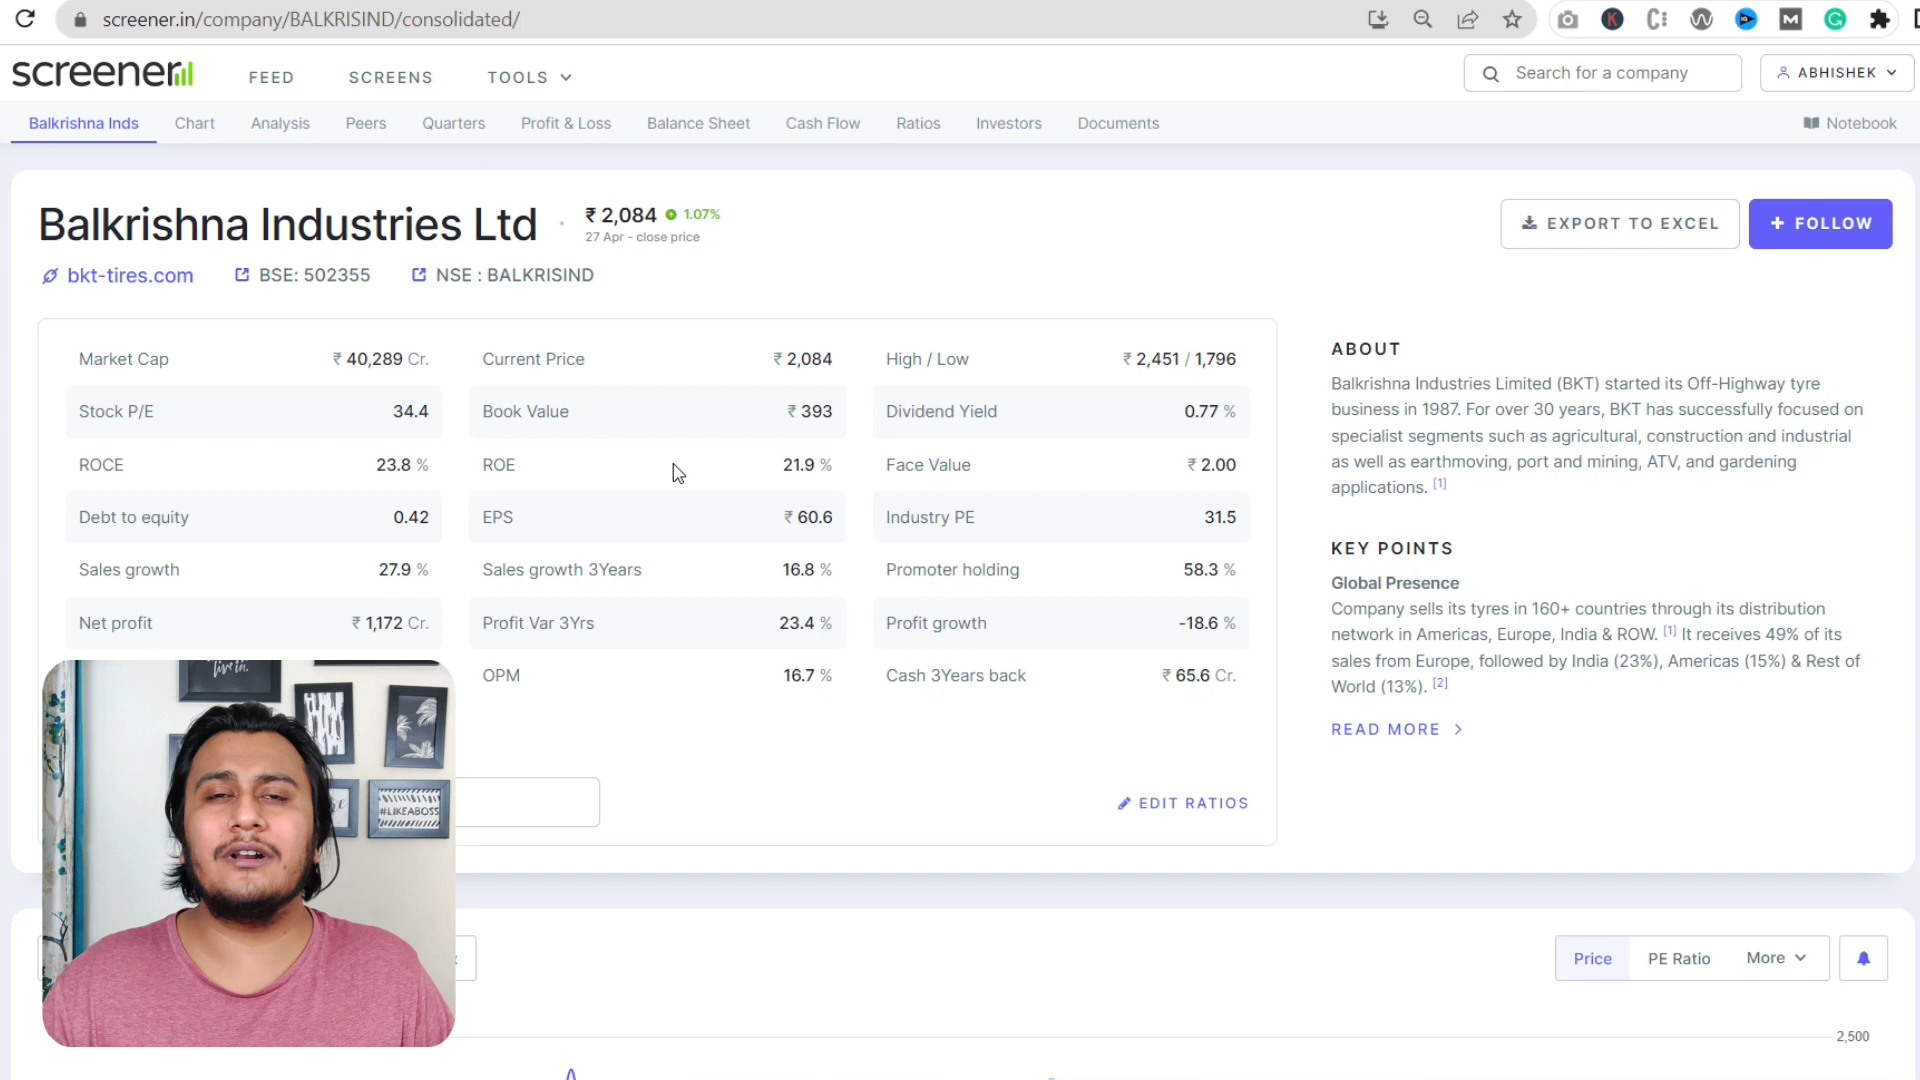 screener.in/company/BALKRISIND/consolidated/
screener
FEED
SCREENS
TOOLS
Search for a company
ABHISHEK
Balkrishna Inds
Chart
Analysis
Peers
Quarters
Profit & Loss
Balance Sheet
Cash Flow
Ratios
Investors
Documents
Notebook
Balkrishna Industries Ltd
₹ 2,084 1.07%
27 Apr - close price
EXPORT TO EXCEL
+ FOLLOW
bkt-tires.com
BSE: 502355
NSE : BALKRISIND
Market Cap ₹ 40,289 Cr.
Current Price ₹ 2,084
High / Low ₹ 2,451 / 1,796
Stock P/E 34.4
Book Value ₹ 393
Dividend Yield 0.77 %
ROCE 23.8 %
ROE 21.9 %
Face Value ₹ 2.00
Debt to equity 0.42
EPS ₹ 60.6
Industry PE 31.5
Sales growth 27.9 %
Sales growth 3Years 16.8 %
Promoter holding 58.3 %
Net profit ₹ 1,172 Cr.
Profit Var 3Yrs 23.4 %
Profit growth -18.6 %
OPM 16.7 %
Cash 3Years back ₹ 65.6 Cr.
EDIT RATIOS
ABOUT
Balkrishna Industries Limited (BKT) started its Off-Highway tyre
business in 1987. For over 30 years, BKT has successfully focused on
specialist segments such as agricultural, construction and industrial
as well as earthmoving, port and mining, ATV, and gardening
applications. [1]
KEY POINTS
Global Presence
Company sells its tyres in 160+ countries through its distribution
network in Americas, Europe, India & ROW. [1] It receives 49% of its
sales from Europe, followed by India (23%), Americas (15%) & Rest of
World (13%). [2]
READ MORE
live in.
#LIKEABOSS
Price
PE Ratio
More
2,500